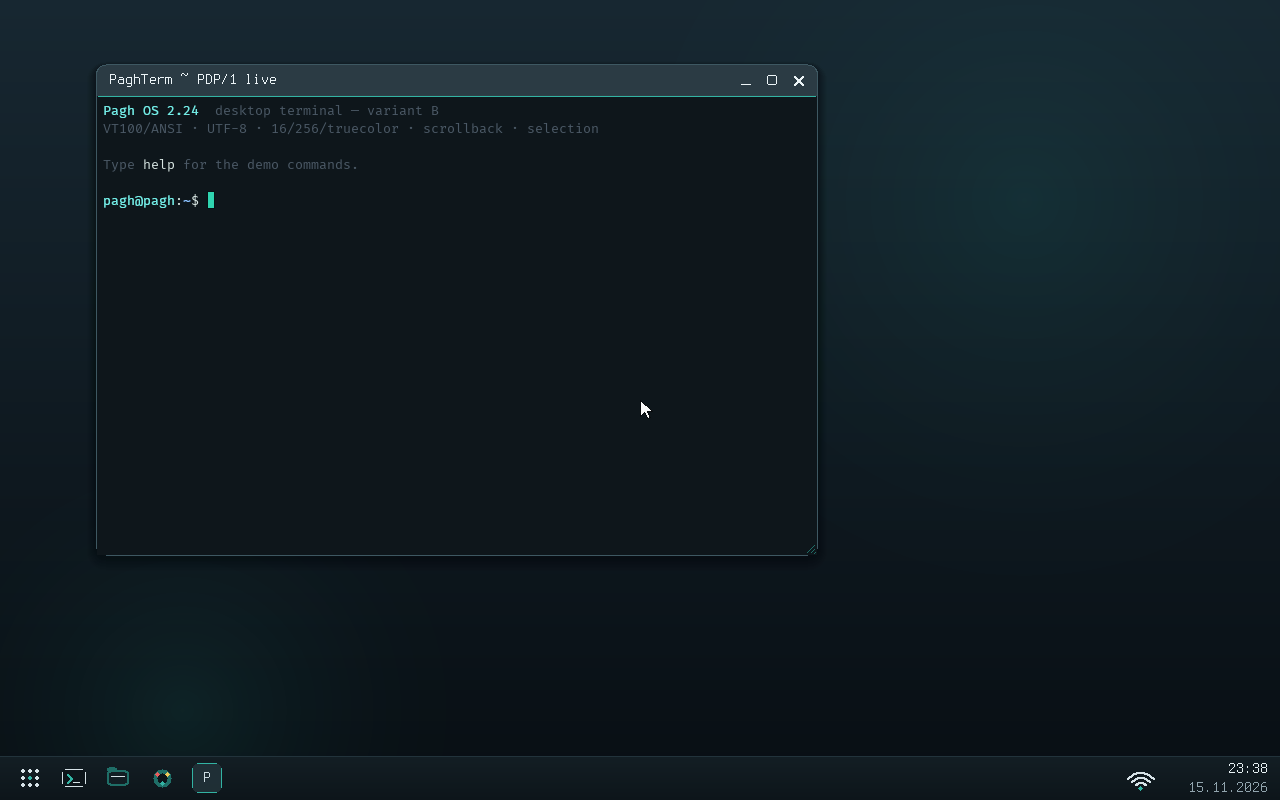 PaghTerm ~ PDP/1 live
Pagh OS 2.24  desktop terminal — variant B
VT100/ANSI · UTF-8 · 16/256/truecolor · scrollback · selection
Type help for the demo commands.
pagh@pagh:~$
P
23:38
15.11.2026